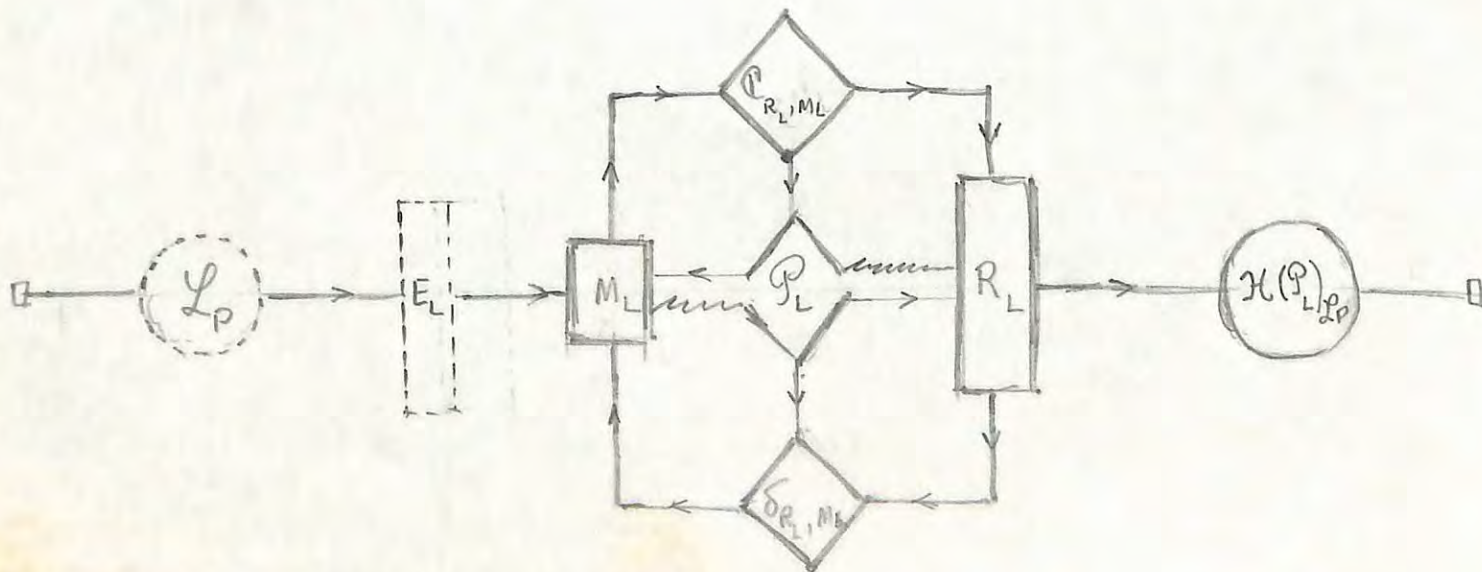 ℂ_{R_L, M_L}
ℒ_P
E_L
M_L
𝒫_L
R_L
ℋ(𝒫_L)_{ℒ_P}
δ_{R_L, M_L}